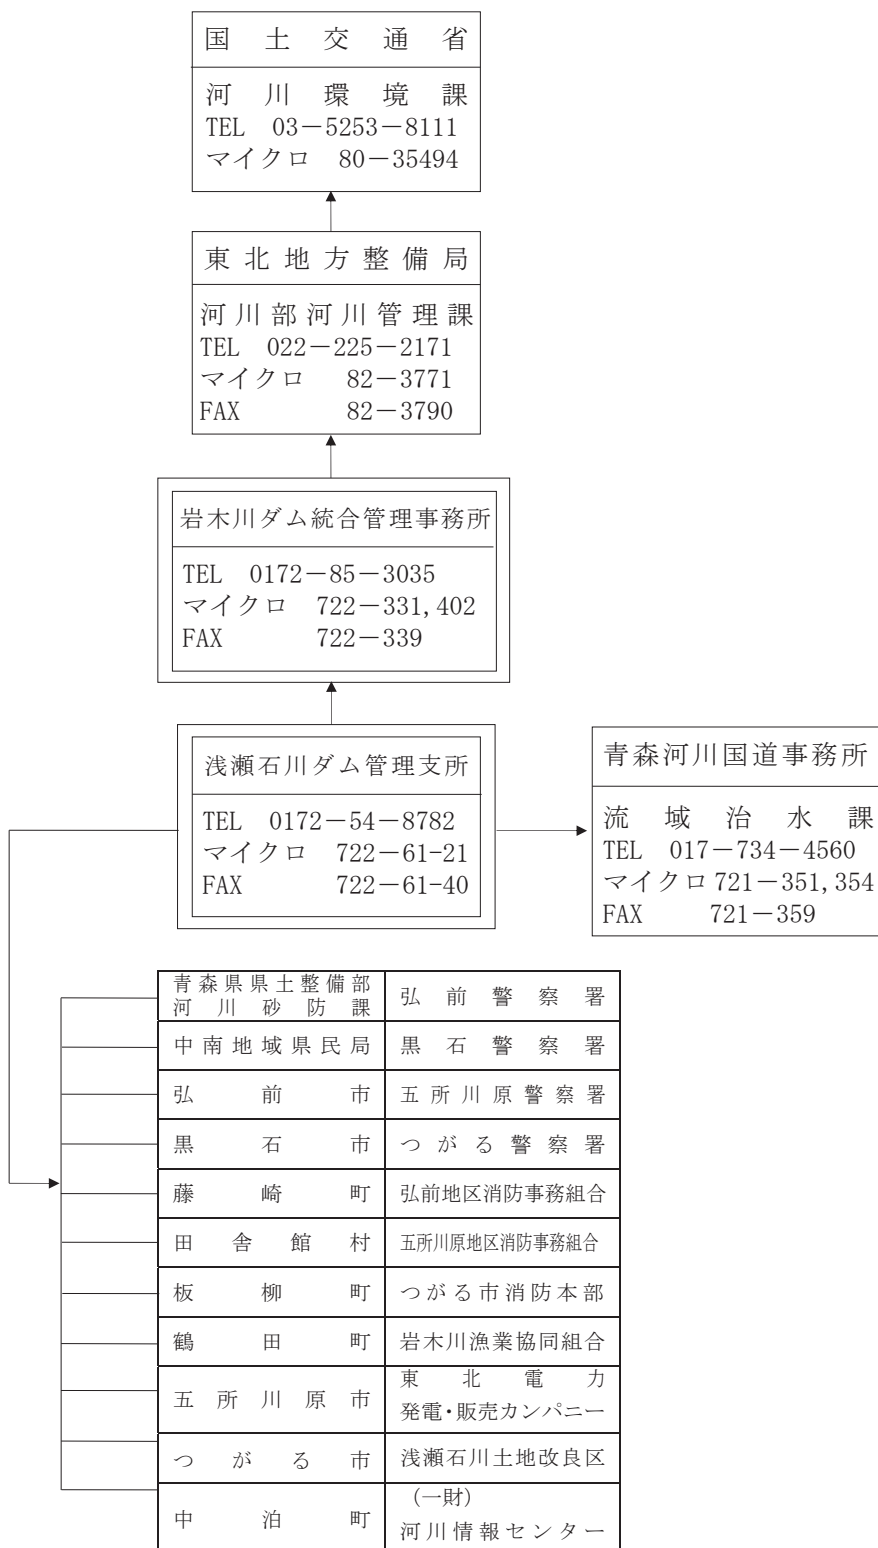 国土交通省
河川環境課
TEL 03－5253－8111
マイクロ 80－35494
東北地方整備局
河川部河川管理課
TEL 022－225－2171
マイクロ 82－3771
FAX 82－3790
岩木川ダム統合管理事務所
TEL 0172－85－3035
マイクロ 722－331,402
FAX 722－339
浅瀬石川ダム管理支所
TEL 0172－54－8782
マイクロ 722－61-21
FAX 722－61-40
青森河川国道事務所
流域治水課
TEL 017－734－4560
マイクロ 721－351,354
FAX 721－359
青森県県土整備部
河川砂防課
弘前警察署
中南地域県民局
黒石警察署
弘前市
五所川原警察署
黒石市
つがる警察署
藤崎町
弘前地区消防事務組合
田舎館村
五所川原地区消防事務組合
板柳町
つがる市消防本部
鶴田町
岩木川漁業協同組合
五所川原市
東北電力
発電・販売カンパニー
つがる市
浅瀬石川土地改良区
中泊町
（一財）
河川情報センター